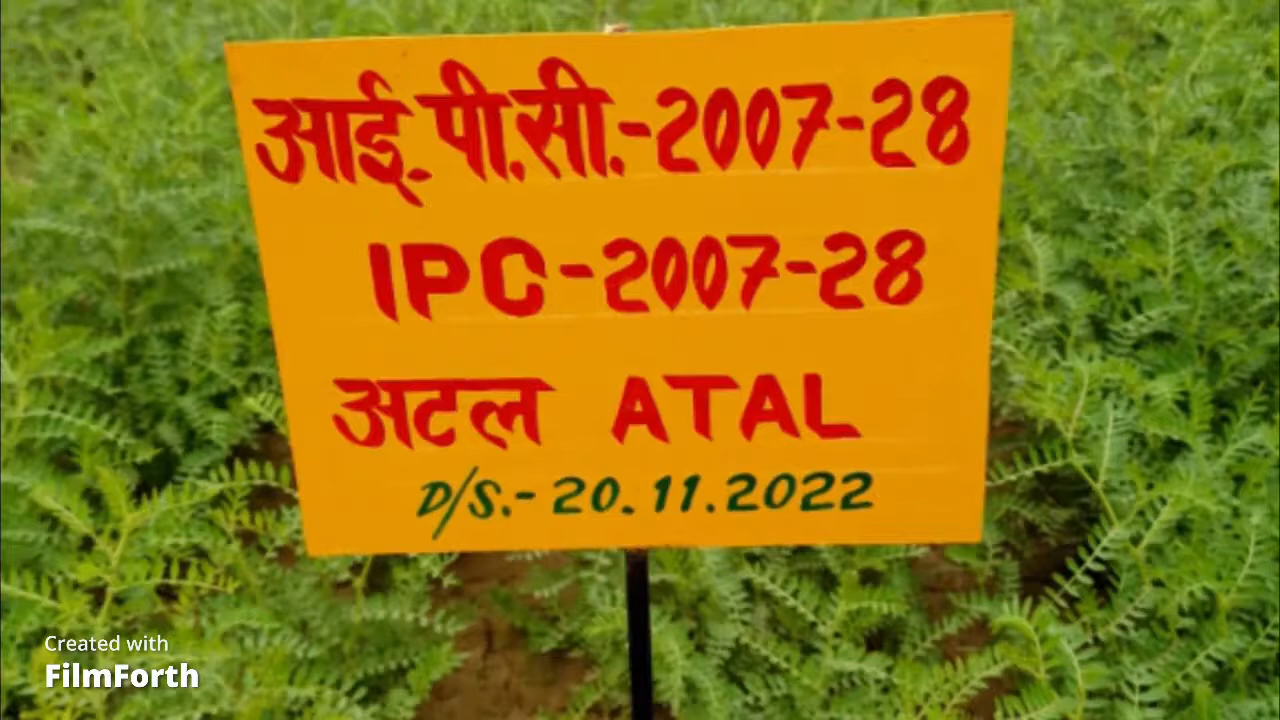 आई. पी.सी.-2007-28
IPC-2007-28
अटल ATAL
D/S.- 20.11.2022
Created with
FilmForth